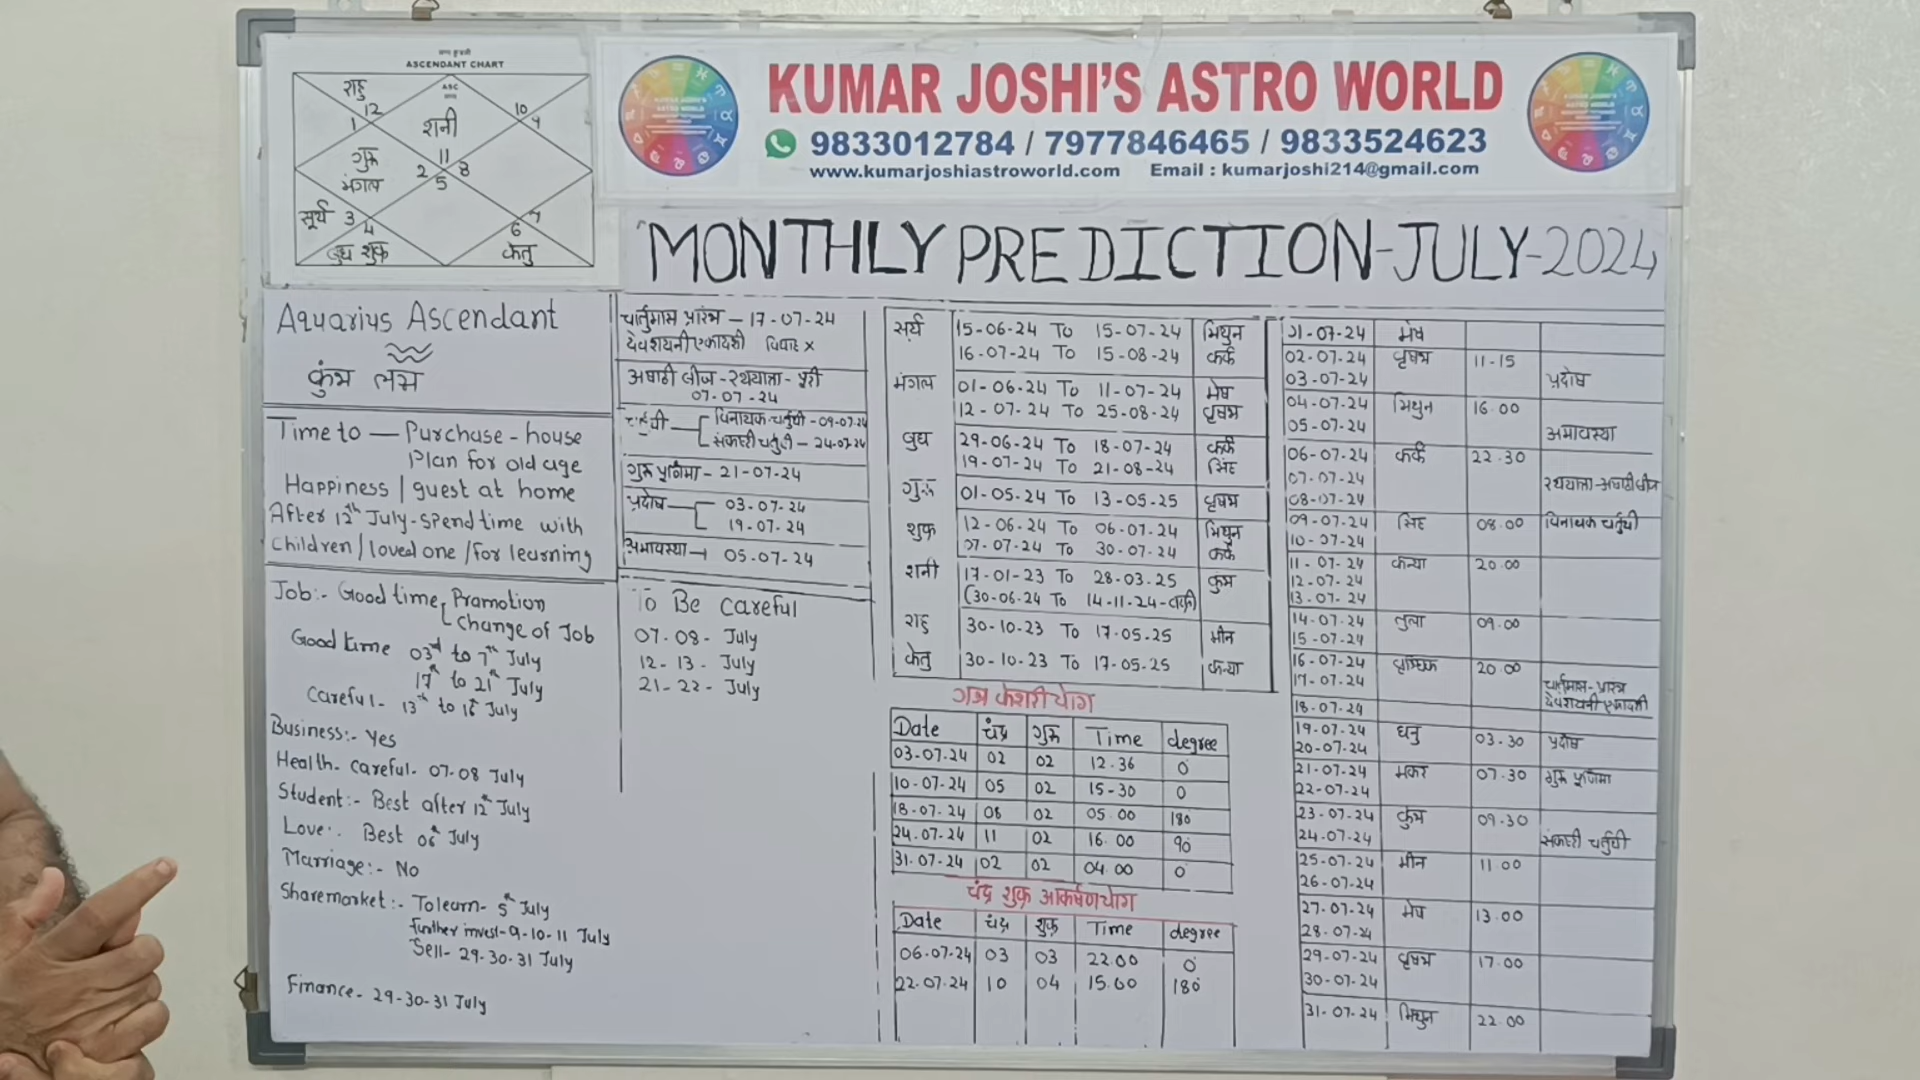 लग्न कुंडली
ASCENDANT CHART
ASC
लग्न
राहु
12
1
शनी
10
9
गुरु
मंगल
11
2
8
5
सूर्य 3
4
बुध शुक्र
7
6
केतु
KUMAR JOSHI'S ASTRO WORLD
9833012784 / 7977846465 / 9833524623
www.kumarjoshiastroworld.com Email : kumarjoshi214@gmail.com
MONTHLY PREDICTION-JULY-2024
Aquarius Ascendant
कुंभ लग्न
Time to — Purchase - house
Plan for old age
Happiness / guest at home
After 12th July - spend time with
children / loved one / for learning
Job:- Good time, Pramotion
change of Job
Good time 03rd to 7th July
17th to 21th July
Careful - 13th to 16th July
Business:- Yes
Health - careful - 07-08 July
Student:- Best after 12th July
Love:. Best 06th July
Marriage:- No
Sharemarket:- To learn - 5th July
further invest - 9-10-11 July
Sell - 29-30-31 July
Finance - 29-30-31 July
चार्तुमास प्रारंभ — 17-07-24
देवशयनी एकादशी विवाह x
अषाढी बीज - रथयात्रा - पुरी
07-07-24
चर्तुथी — विनायक चर्तुथी - 09-07-24
संकष्टी चर्तुथी — 24-07-24
गुरु पूर्णिमा - 21-07-24
प्रदोष — 03-07-24
19-07-24
अमावस्या → 05-07-24
To Be Careful
07-08- July
12-13- July
21-22- July
सूर्य 15-06-24 To 15-07-24 मिथुन
16-07-24 To 15-08-24 कर्क
मंगल 01-06-24 To 11-07-24 मेष
12-07-24 To 25-08-24 वृषभ
बुध 29-06-24 To 18-07-24 कर्क
19-07-24 To 21-08-24 सिंह
गुरु 01-05-24 To 13-05-25 वृषभ
शुक्र 12-06-24 To 06-07-24 मिथुन
07-07-24 To 30-07-24 कर्क
शनी 17-01-23 To 28-03-25 कुंभ
(30-06-24 To 14-11-24 - वक्री)
राहु 30-10-23 To 17-05-25 मीन
केतु 30-10-23 To 17-05-25 कन्या
गज केशरी योग
Date चंद्र गुरु Time degree
03-07-24 02 02 12.36 0
10-07-24 05 02 15-30 0
18-07-24 08 02 05.00 180
24-07-24 11 02 16.00 90
31-07-24 02 02 04.00 0
चंद्र शुक्र आकर्षण योग
Date चंद्र शुक्र Time degree
06-07-24 03 03 22.00 0
22-07-24 10 04 15.00 180
01-07-24 मेष
02-07-24 वृषभ 11-15
03-07-24 प्रदोष
04-07-24 मिथुन 16.00
05-07-24 अमावस्या
06-07-24 कर्क 22.30
07-07-24 रथयात्रा-अषाढी बीज
08-07-24
09-07-24 सिंह 08.00 विनायक चर्तुथी
10-07-24
11-07-24 कन्या 20.00
12-07-24
13-07-24
14-07-24 तुला 09.00
15-07-24
16-07-24 वृश्चिक 20.00
17-07-24 चार्तुमास-प्रारंभ
देवशयनी एकादशी
18-07-24
19-07-24 धनु 03.30 प्रदोष
20-07-24
21-07-24 मकर 07.30 गुरु पूर्णिमा
22-07-24
23-07-24 कुंभ 09.30
24-07-24 संकष्टी चर्तुथी
25-07-24 मीन 11.00
26-07-24
27-07-24 मेष 13.00
28-07-24
29-07-24 वृषभ 17.00
30-07-24
31-07-24 मिथुन 22.00